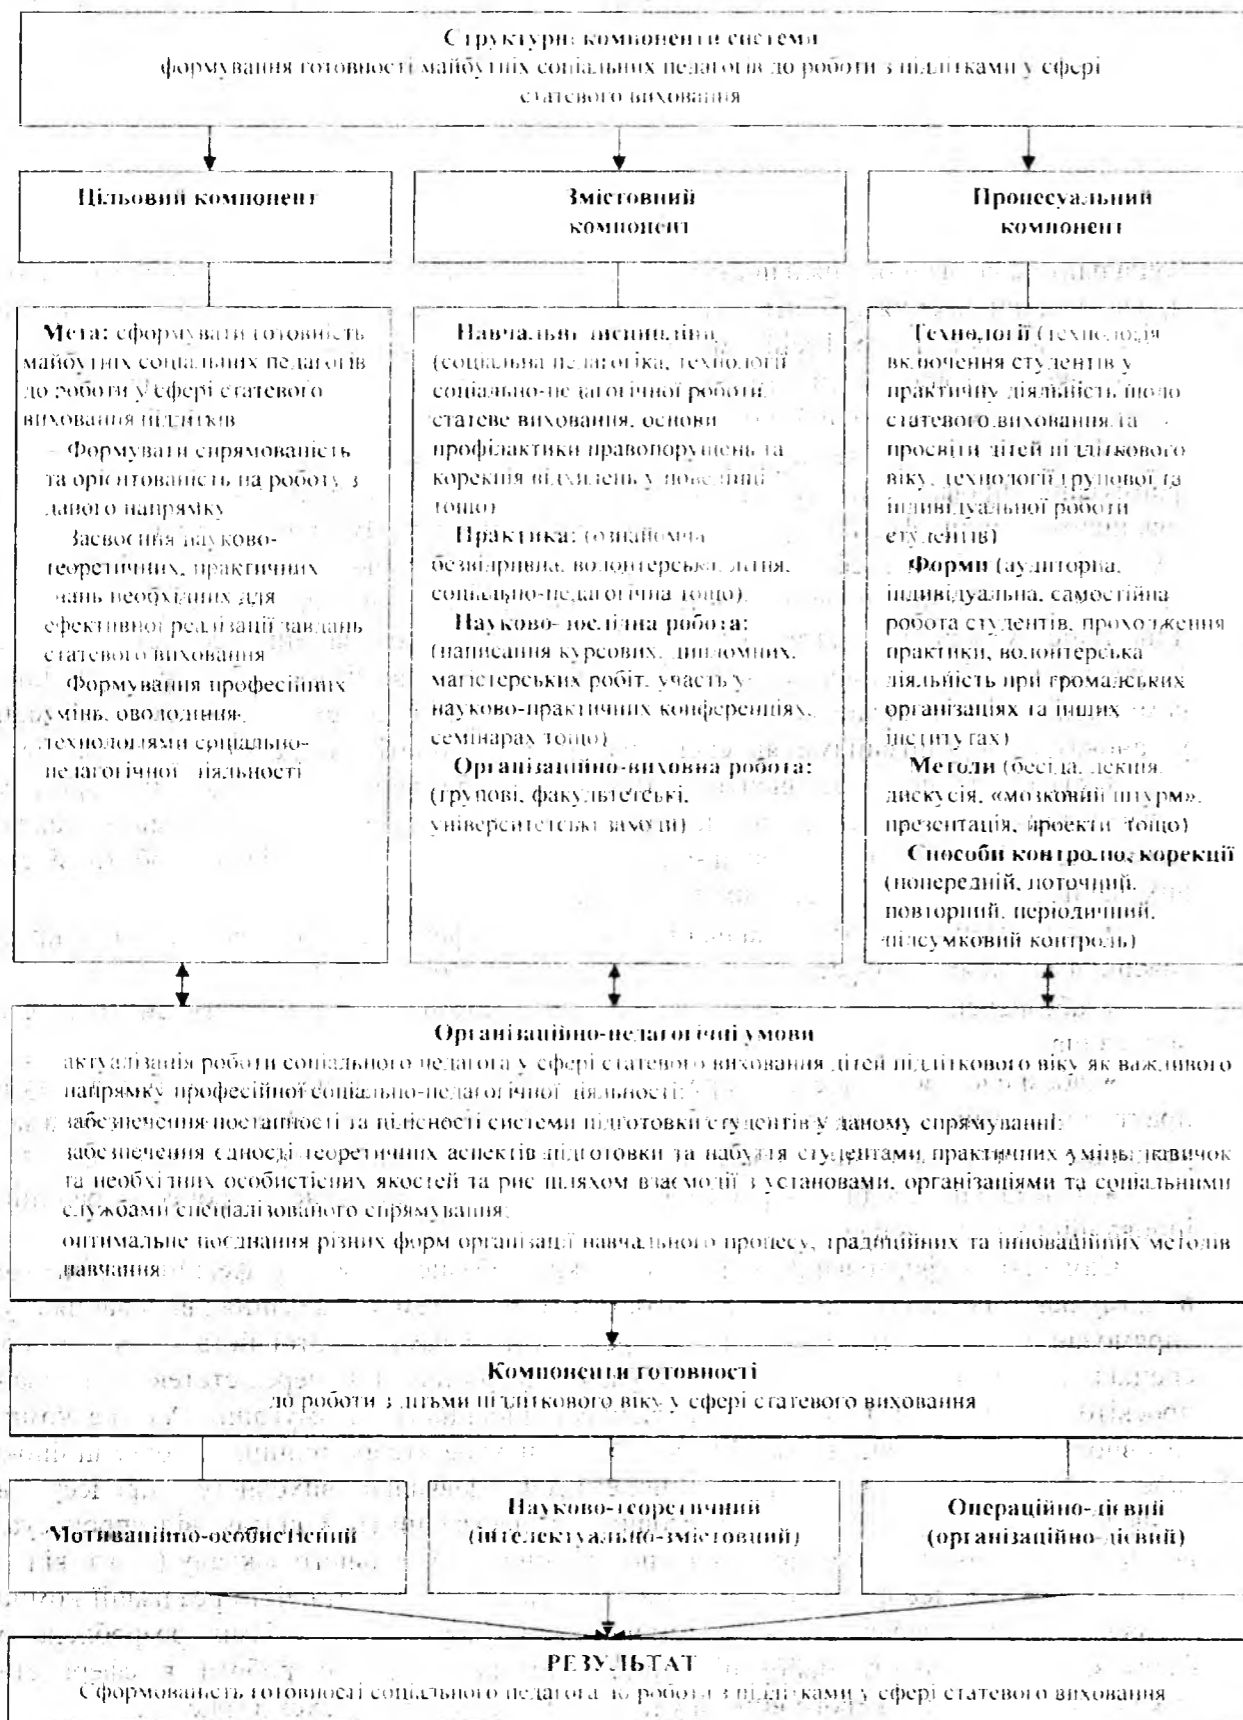 Структурні компоненти системи
формування готовності майбутніх соціальних педагогів до роботи з підлітками у сфері
статевого виховання
Цільовий компонент
Змістовний
компонент
Процесуальний
компонент
Мета: сформувати готовність
майбутніх соціальних педагогів
до роботи у сфері статевого
виховання підлітків
Формувати спрямованість
та орієнтованість на роботу з
даного напрямку
Засвоєння науково-
теоретичних, практичних
знань необхідних для
ефективної реалізації завдань
статевого виховання
Формування професійних
умінь, оволодіння
технологіями соціально-
педагогічної діяльності
Навчальні дисципліни
(соціальна педагогіка, технології
соціально-педагогічної роботи,
статеве виховання, основи
профілактики правопорушень та
корекція відхилень у поведінці
тощо)
Практика: (ознайомча
безвідривна, волонтерська, літня,
соціально-педагогічна тощо)
Науково-дослідна робота:
(написання курсових, дипломних,
магістерських робіт, участь у
науково-практичних конференціях,
семінарах тощо)
Організаційно-виховна робота:
(групові, факультетські,
університетські заходи)
Технології (технологія
включення студентів у
практичну діяльність щодо
статевого виховання та
просвіти дітей підліткового
віку, технології групової та
індивідуальної роботи
студентів)
Форми (аудиторна,
індивідуальна, самостійна
робота студентів, проходження
практики, волонтерська
діяльність при громадських
організаціях та інших
інститутах)
Методи (бесіда, лекція,
дискусія, «мозковий штурм»,
презентація, проекти тощо)
Способи контролю, корекції
(попередній, поточний,
повторний, періодичний,
підсумковий контроль)
Організаційно-педагогічні умови
актуалізація роботи соціального педагога у сфері статевого виховання дітей підліткового віку як важливого
напрямку професійної соціально-педагогічної діяльності;
забезпечення поетапності та цілісності системи підготовки студентів у даному спрямуванні;
забезпечення єдності теоретичних аспектів підготовки та набуття студентами практичних умінь, навичок
та необхідних особистісних якостей та рис шляхом взаємодії з установами, організаціями та соціальними
службами спеціалізованого спрямування;
оптимальне поєднання різних форм організації навчального процесу, традиційних та інноваційних методів
навчання
Компоненти готовності
до роботи з дітьми підліткового віку у сфері статевого виховання
Мотиваційно-особистісний
Науково-теоретичний
(інтелектуально-змістовний)
Операційно-дієвий
(організаційно-дієвий)
РЕЗУЛЬТАТ
Сформованість готовності соціального педагога до роботи з підлітками у сфері статевого виховання